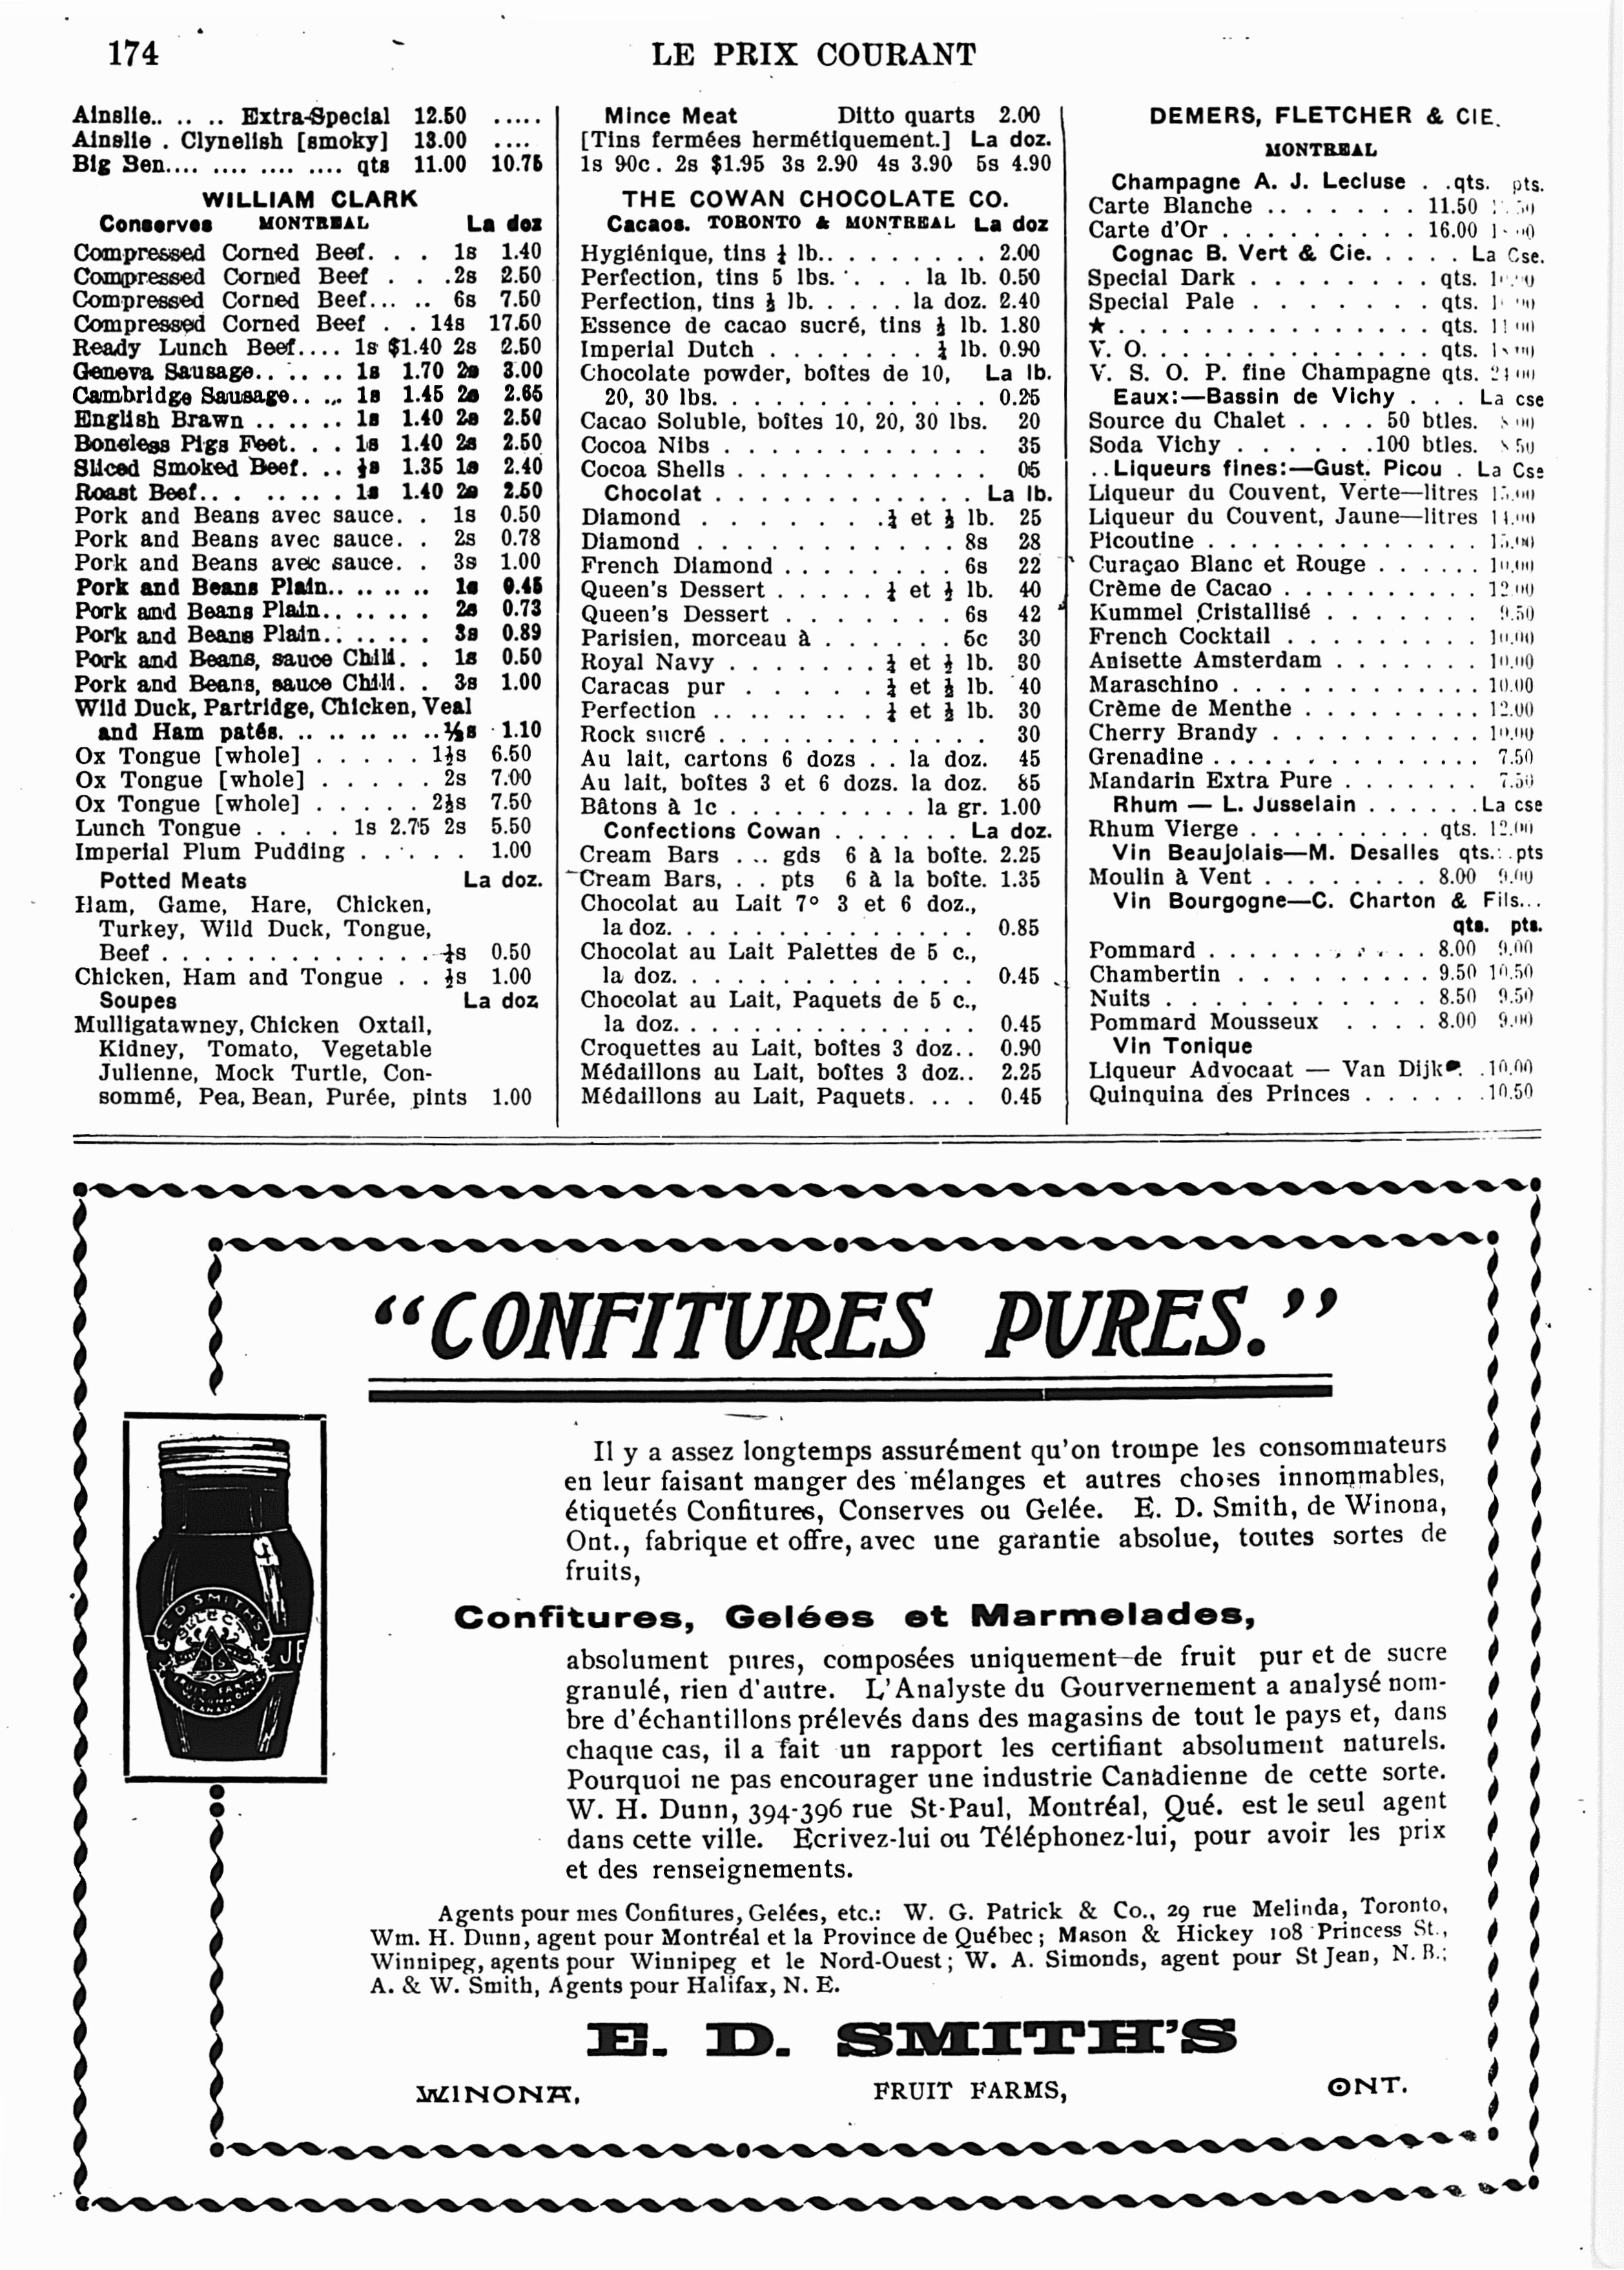 174
LE PRIX COURANT
Ainslie.. .. .. Extra-Special 12.50 .....
Ainslie . Clynelish [smoky] 13.00 ....
Big Ben.... .... .... .... qts 11.00 10.75
WILLIAM CLARK
Conserves MONTREAL La doz
Compressed Corned Beef. . . 1s 1.40
Compressed Corned Beef . . .2s 2.50
Compressed Corned Beef... .. 6s 7.50
Compressed Corned Beef . . 14s 17.50
Ready Lunch Beef.... 1s $1.40 2s 2.50
Geneva Sausage.. .. .. 1s 1.70 2s 3.00
Cambridge Sausage.. .. 1s 1.45 2s 2.65
English Brawn .. .. .. 1s 1.40 2s 2.50
Boneless Pigs Feet. . . 1s 1.40 2s 2.50
Sliced Smoked Beef. .. ½s 1.35 1s 2.40
Roast Beef.. . .. .. .. 1s 1.40 2s 2.50
Pork and Beans avec sauce. . 1s 0.50
Pork and Beans avec sauce. . 2s 0.78
Pork and Beans avec sauce. . 3s 1.00
Pork and Beans Plain.. .. .. .. 1s 0.45
Pork and Beans Plain.. .. .. .. 2s 0.73
Pork and Beans Plain.. .. .. .. 3s 0.89
Pork and Beans, sauce Chili. . 1s 0.50
Pork and Beans, sauce Chili. . 3s 1.00
Wild Duck, Partridge, Chicken, Veal
and Ham patés. .. .. .. .. ..½s 1.10
Ox Tongue [whole] . . . . . 1½s 6.50
Ox Tongue [whole] . . . . . 2s 7.00
Ox Tongue [whole] . . . . . 2½s 7.50
Lunch Tongue . . . . 1s 2.75 2s 5.50
Imperial Plum Pudding . . . . . 1.00
Potted Meats La doz.
Ham, Game, Hare, Chicken,
Turkey, Wild Duck, Tongue,
Beef . . . . . . . . . . . . ¼s 0.50
Chicken, Ham and Tongue . . ½s 1.00
Soupes La doz
Mulligatawney, Chicken Oxtail,
Kidney, Tomato, Vegetable
Julienne, Mock Turtle, Con-
sommé, Pea, Bean, Purée, pints 1.00
Mince Meat Ditto quarts 2.00
[Tins fermées hermétiquement.] La doz.
1s 90c. 2s $1.95 3s 2.90 4s 3.90 5s 4.90
THE COWAN CHOCOLATE CO.
Cacaos. TORONTO & MONTREAL La doz
Hygiénique, tins ½ lb.. . . . . . . . 2.00
Perfection, tins 5 lbs. . . . . la lb. 0.50
Perfection, tins ½ lb. . . . . la doz. 2.40
Essence de cacao sucré, tins ½ lb. 1.80
Imperial Dutch . . . . . . . ¼ lb. 0.90
Chocolate powder, boîtes de 10, La lb.
20, 30 lbs. . . . . . . . . . . . . 0.25
Cacao Soluble, boîtes 10, 20, 30 lbs. 20
Cocoa Nibs . . . . . . . . . . . . . 35
Cocoa Shells . . . . . . . . . . . . 05
Chocolat . . . . . . . . . . . . La lb.
Diamond . . . . . . . .¼ et ½ lb. 25
Diamond . . . . . . . . . . . . 8s 28
French Diamond . . . . . . . . 6s 22
Queen's Dessert . . . . . ¼ et ½ lb. 40
Queen's Dessert . . . . . . . . 6s 42
Parisien, morceau à . . . . . . 5c 30
Royal Navy . . . . . . . ¼ et ½ lb. 30
Caracas pur . . . . . ¼ et ½ lb. 40
Perfection .. .. .. .. . ¼ et ½ lb. 30
Rock sucré . . . . . . . . . . . . . 30
Au lait, cartons 6 dozs . . la doz. 45
Au lait, boîtes 3 et 6 dozs. la doz. 85
Bâtons à 1c . . . . . . . . . la gr. 1.00
Confections Cowan . . . . . . La doz.
Cream Bars . .. gds 6 à la boîte. 2.25
Cream Bars, . . pts 6 à la boîte. 1.35
Chocolat au Lait 7° 3 et 6 doz.,
la doz. . . . . . . . . . . . . . . 0.85
Chocolat au Lait Palettes de 5 c.,
la doz. . . . . . . . . . . . . . . 0.45
Chocolat au Lait, Paquets de 5 c.,
la doz. . . . . . . . . . . . . . . 0.45
Croquettes au Lait, boîtes 3 doz.. 0.90
Médaillons au Lait, boîtes 3 doz.. 2.25
Médaillons au Lait, Paquets. . . . 0.45
DEMERS, FLETCHER & CIE.
MONTREAL
Champagne A. J. Lecluse . .qts. pts.
Carte Blanche .. . . . . . . 11.50
Carte d'Or . . . . . . . . . . 16.00
Cognac B. Vert & Cie. . . . . La Cse.
Special Dark . . . . . . . . . qts.
Special Pale . . . . . . . . . qts.
★ . . . . . . . . . . . . . . . qts. 11.00
V. O. . . . . . . . . . . . . . qts.
V. S. O. P. fine Champagne qts. 24.00
Eaux:—Bassin de Vichy . . . La cse
Source du Chalet . . . . 50 btles. 8.00
Soda Vichy . . . . . .100 btles. 8.50
..Liqueurs fines:—Gust. Picou . La Cse
Liqueur du Couvent, Verte—litres 15.00
Liqueur du Couvent, Jaune—litres 14.00
Picoutine . . . . . . . . . . . . . 15.00
Curaçao Blanc et Rouge . . . . . . 10.00
Crème de Cacao . . . . . . . . . . 12.00
Kummel Cristallisé . . . . . . . 9.50
French Cocktail . . . . . . . . . 10.00
Anisette Amsterdam . . . . . . . 10.00
Maraschino . . . . . . . . . . . . 10.00
Crème de Menthe . . . . . . . . . 12.00
Cherry Brandy . . . . . . . . . . 10.00
Grenadine . . . . . . . . . . . . . 7.50
Mandarin Extra Pure . . . . . . . 7.50
Rhum — L. Jusselain . . . . . .La cse
Rhum Vierge . . . . . . . . . qts. 12.00
Vin Beaujolais—M. Desalles qts.: .pts
Moulin à Vent . . . . . . . . 8.00 9.00
Vin Bourgogne—C. Charton & Fils...
qts. pts.
Pommard . . . . . . . . . . . 8.00 9.00
Chambertin . . . . . . . . . 9.50 10.50
Nuits . . . . . . . . . . . . 8.50 9.50
Pommard Mousseux . . . . 8.00 9.00
Vin Tonique
Liqueur Advocaat — Van Dijk . .10.00
Quinquina des Princes . . . . . .10.50
“CONFITURES PURES.”
Il y a assez longtemps assurément qu'on trompe les consommateurs
en leur faisant manger des mélanges et autres choses innommables,
étiquetés Confitures, Conserves ou Gelée. E. D. Smith, de Winona,
Ont., fabrique et offre, avec une garantie absolue, toutes sortes de
fruits,
Confitures, Gelées et Marmelades,
absolument pures, composées uniquement de fruit pur et de sucre
granulé, rien d'autre. L'Analyste du Gourvernement a analysé nom-
bre d'échantillons prélevés dans des magasins de tout le pays et, dans
chaque cas, il a fait un rapport les certifiant absolument naturels.
Pourquoi ne pas encourager une industrie Canadienne de cette sorte.
W. H. Dunn, 394-396 rue St-Paul, Montréal, Qué. est le seul agent
dans cette ville. Ecrivez-lui ou Téléphonez-lui, pour avoir les prix
et des renseignements.
E D SMITH'S
SELECT
JE
FRUIT FARM
WINONA ONT
CANADA
Agents pour mes Confitures, Gelées, etc.: W. G. Patrick & Co., 29 rue Melinda, Toronto,
Wm. H. Dunn, agent pour Montréal et la Province de Québec; Mason & Hickey 108 Princess St.,
Winnipeg, agents pour Winnipeg et le Nord-Ouest; W. A. Simonds, agent pour St Jean, N. B.;
A. & W. Smith, Agents pour Halifax, N. E.
E. D. SMITH'S
WINONA, FRUIT FARMS, ONT.